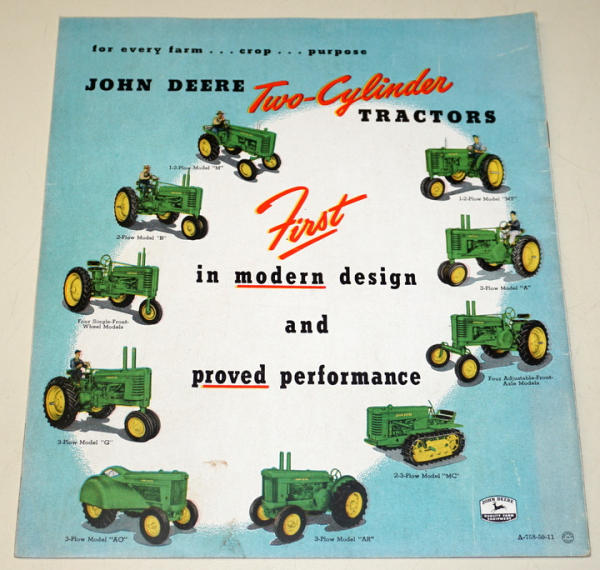 for every farm . . . crop . . . purpose
JOHN DEERE Two-Cylinder
TRACTORS
1-2-Plow Model "M"
1-2-Plow Model "MT"
2-Plow Model "B"
First
3-Plow Model "A"
in modern design
Four Single-Front-
Wheel Models
and
Four Adjustable-Front-
Axle Models
proved performance
3-Plow Model "G"
2-3-Plow Model "MC"
JOHN DEERE
QUALITY FARM
EQUIPMENT
3-Plow Model "AO"
3-Plow Model "AR"
A-758-50-11